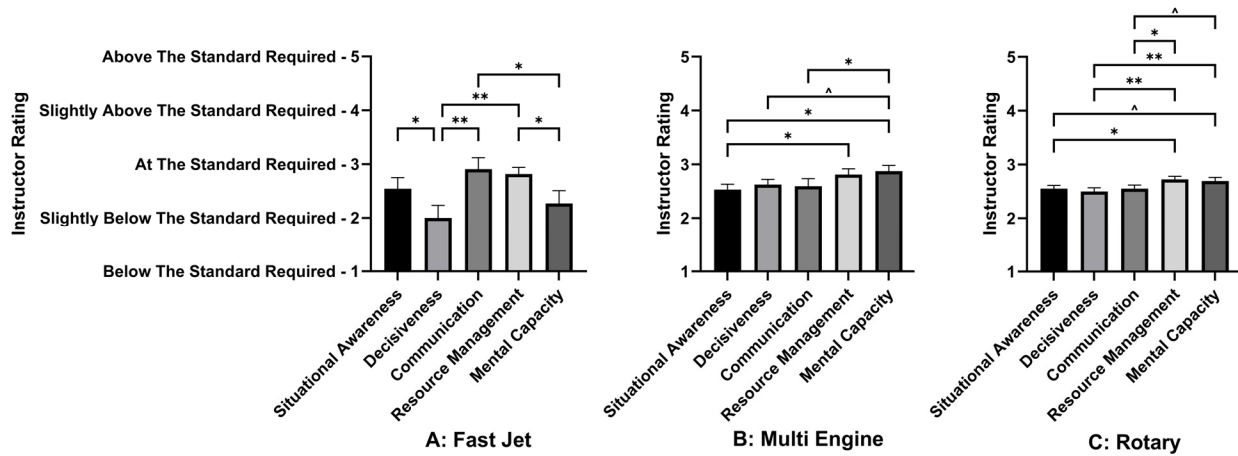 Instructor Rating
Above The Standard Required - 5
Slightly Above The Standard Required - 4
At The Standard Required - 3
Slightly Below The Standard Required - 2
Below The Standard Required - 1
* ** ** * *
Situational Awareness
Decisiveness
Communication
Resource Management
Mental Capacity
A: Fast Jet
Instructor Rating
5
4
3
2
1
*
^
*
*
Situational Awareness
Decisiveness
Communication
Resource Management
Mental Capacity
B: Multi Engine
Instructor Rating
5
4
3
2
1
^
*
**
**
^
*
Situational Awareness
Decisiveness
Communication
Resource Management
Mental Capacity
C: Rotary